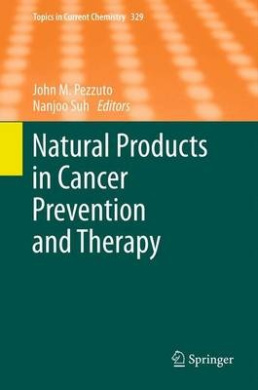 Topics in Current Chemistry 329
John M. Pezzuto
Nanjoo Suh Editors
Natural Products
in Cancer
Prevention
and Therapy
Springer